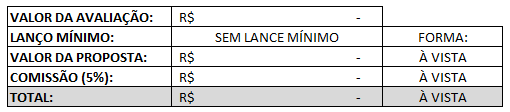 VALOR DA AVALIAÇÃO: R$ -
LANÇO MÍNIMO: SEM LANCE MÍNIMO FORMA:
VALOR DA PROPOSTA: R$ - À VISTA
COMISSÃO (5%): R$ - À VISTA
TOTAL: R$ - À VISTA